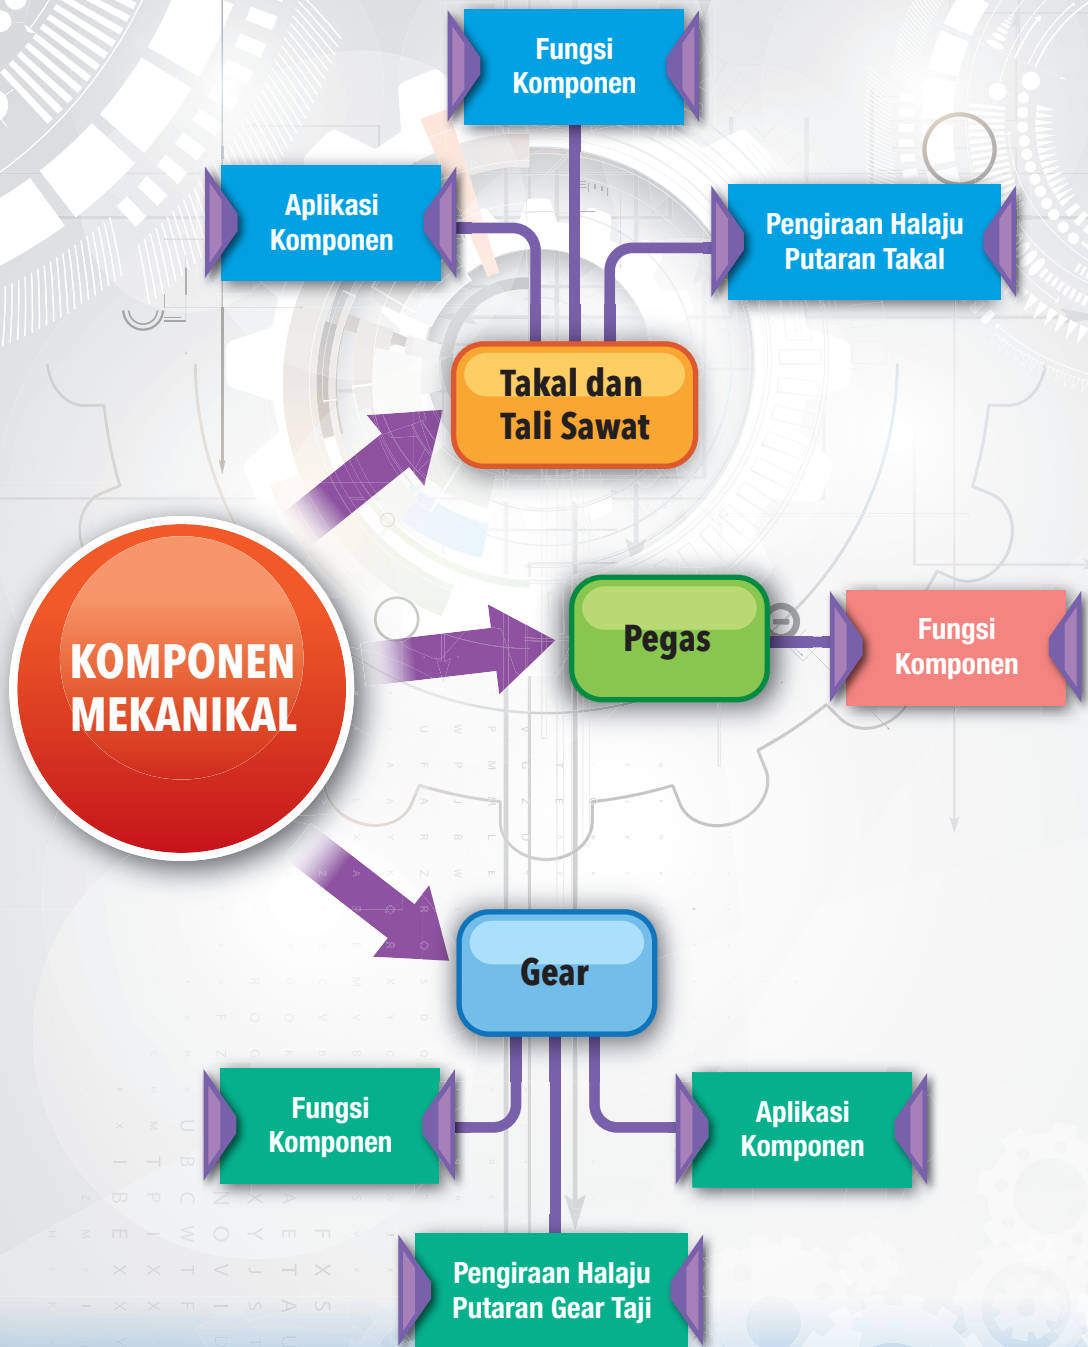 Fungsi
Komponen
Aplikasi
Komponen
Pengiraan Halaju
Putaran Takal
Takal dan
Tali Sawat
KOMPONEN
MEKANIKAL
Pegas
Fungsi
Komponen
Gear
Fungsi
Komponen
Aplikasi
Komponen
Pengiraan Halaju
Putaran Gear Taji